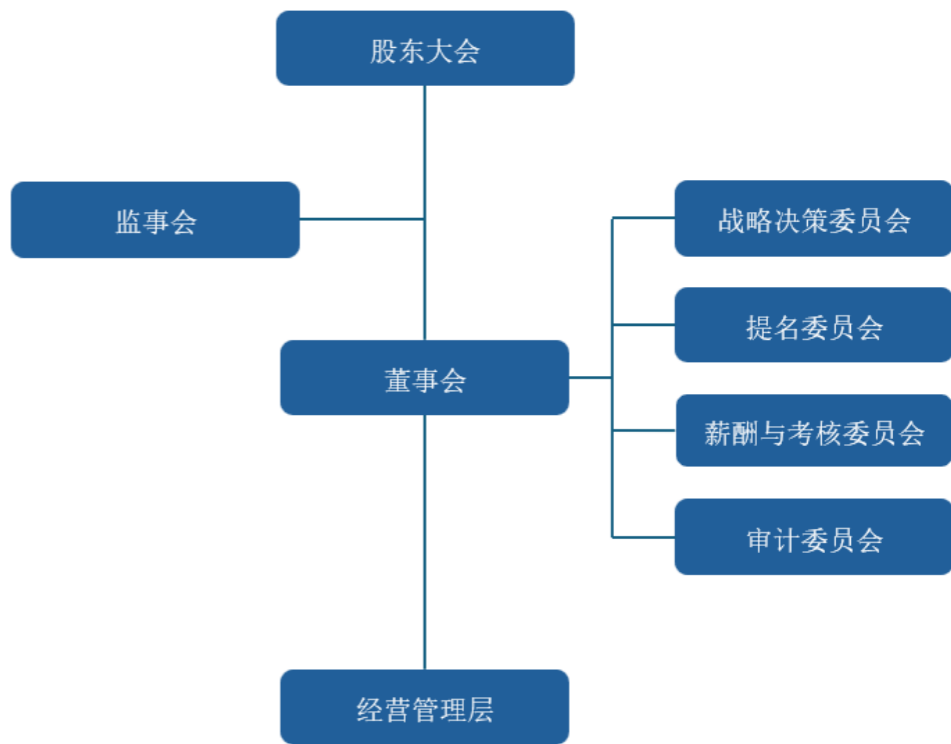 股东大会
监事会
战略决策委员会
提名委员会
董事会
薪酬与考核委员会
审计委员会
经营管理层